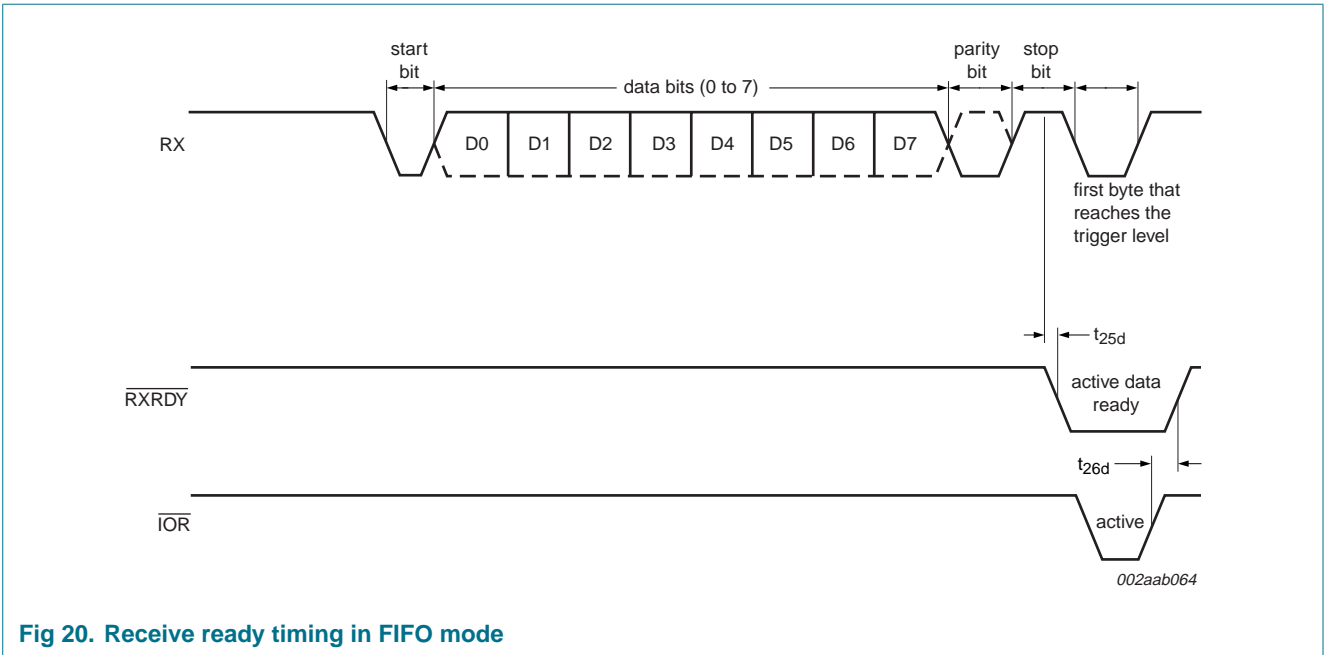 start
bit
data bits (0 to 7)
parity
bit
stop
bit
RX
D0 D1 D2 D3 D4 D5 D6 D7
first byte that
reaches the
trigger level
t25d
RXRDY
active data
ready
t26d
IOR
active
002aab064
Fig 20. Receive ready timing in FIFO mode